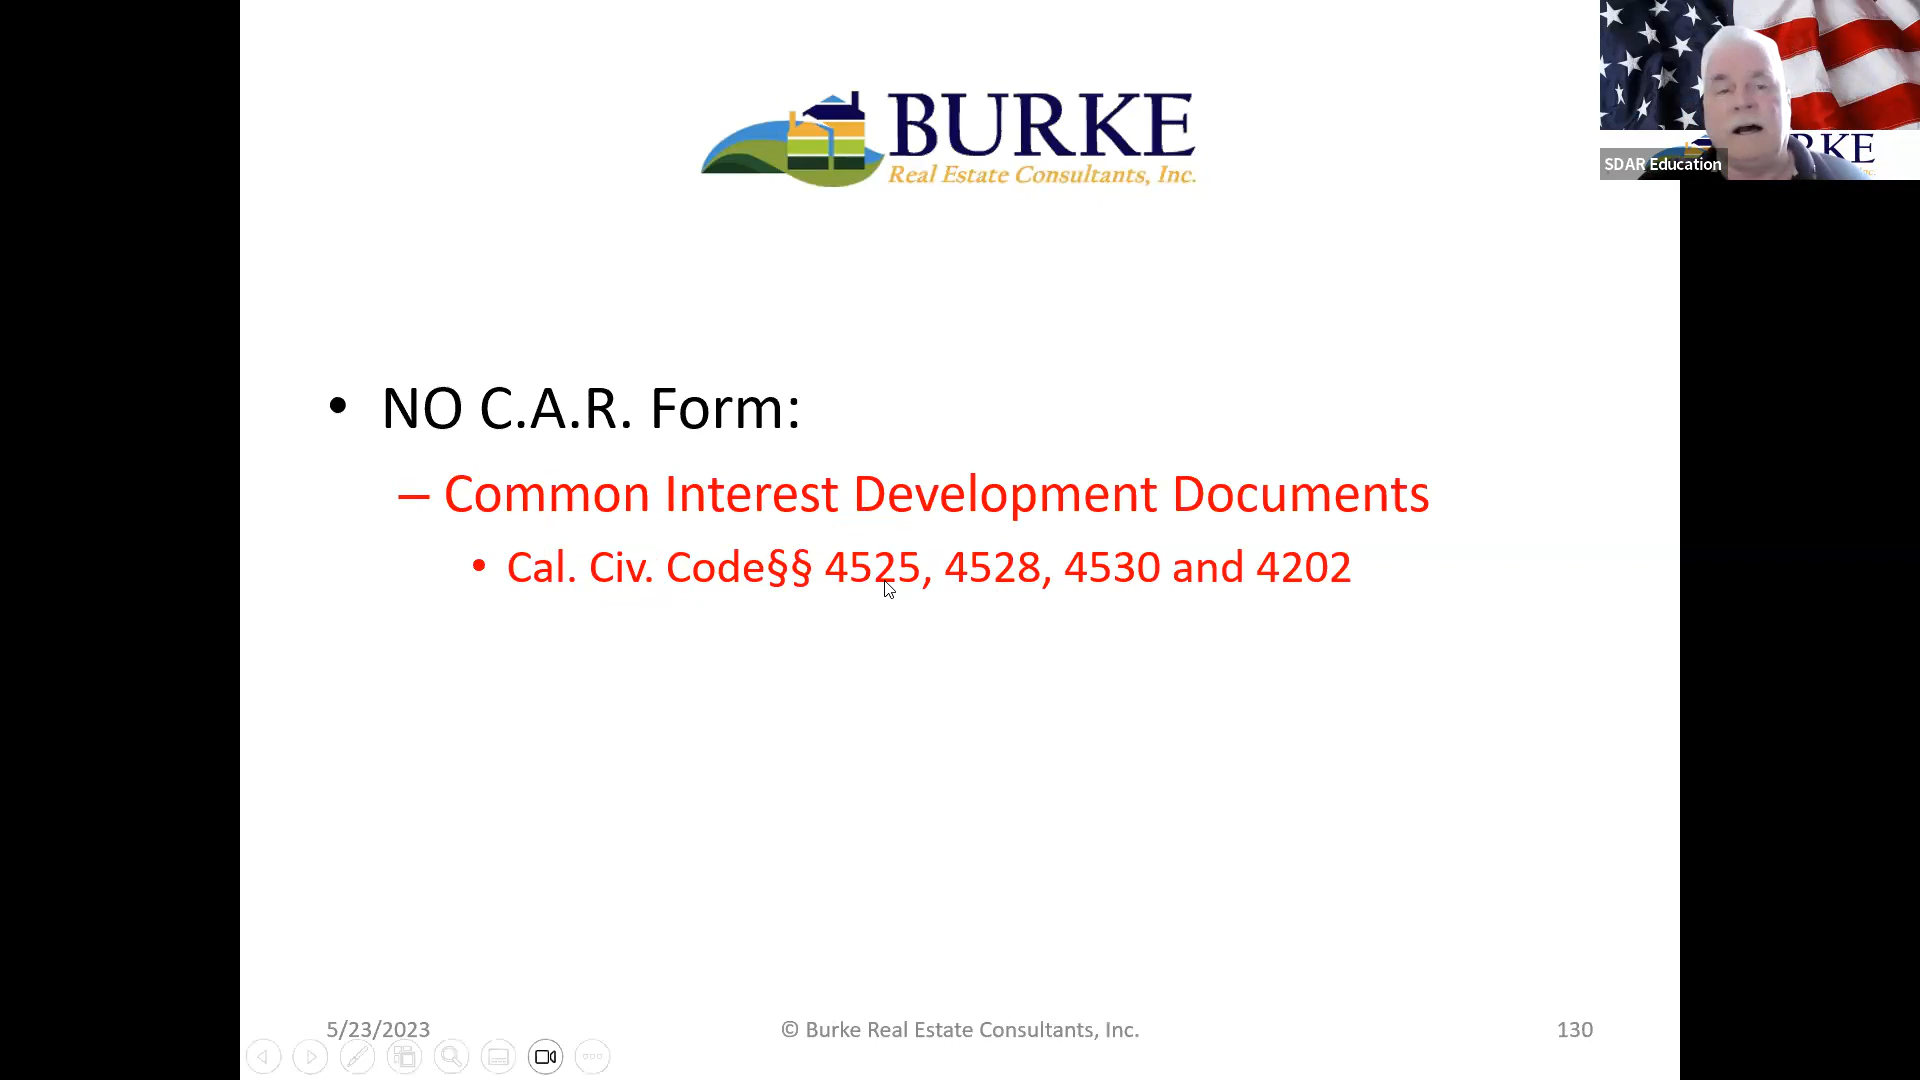 BURKE
Real Estate Consultants, Inc.
RKE
SDAR Education
• NO C.A.R. Form:
– Common Interest Development Documents
• Cal. Civ. Code§§ 4525, 4528, 4530 and 4202
5/23/2023
© Burke Real Estate Consultants, Inc.
130